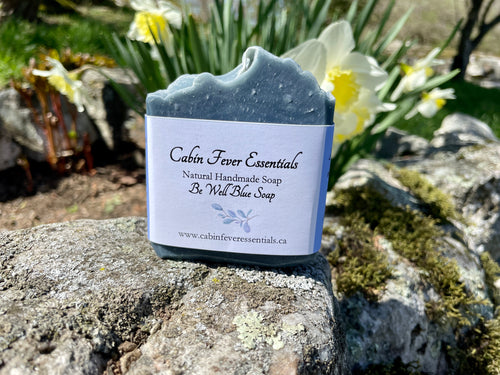 Cabin Fever Essentials
Natural Handmade Soap
Be Well Blue Soap
www.cabinfeveressentials.ca